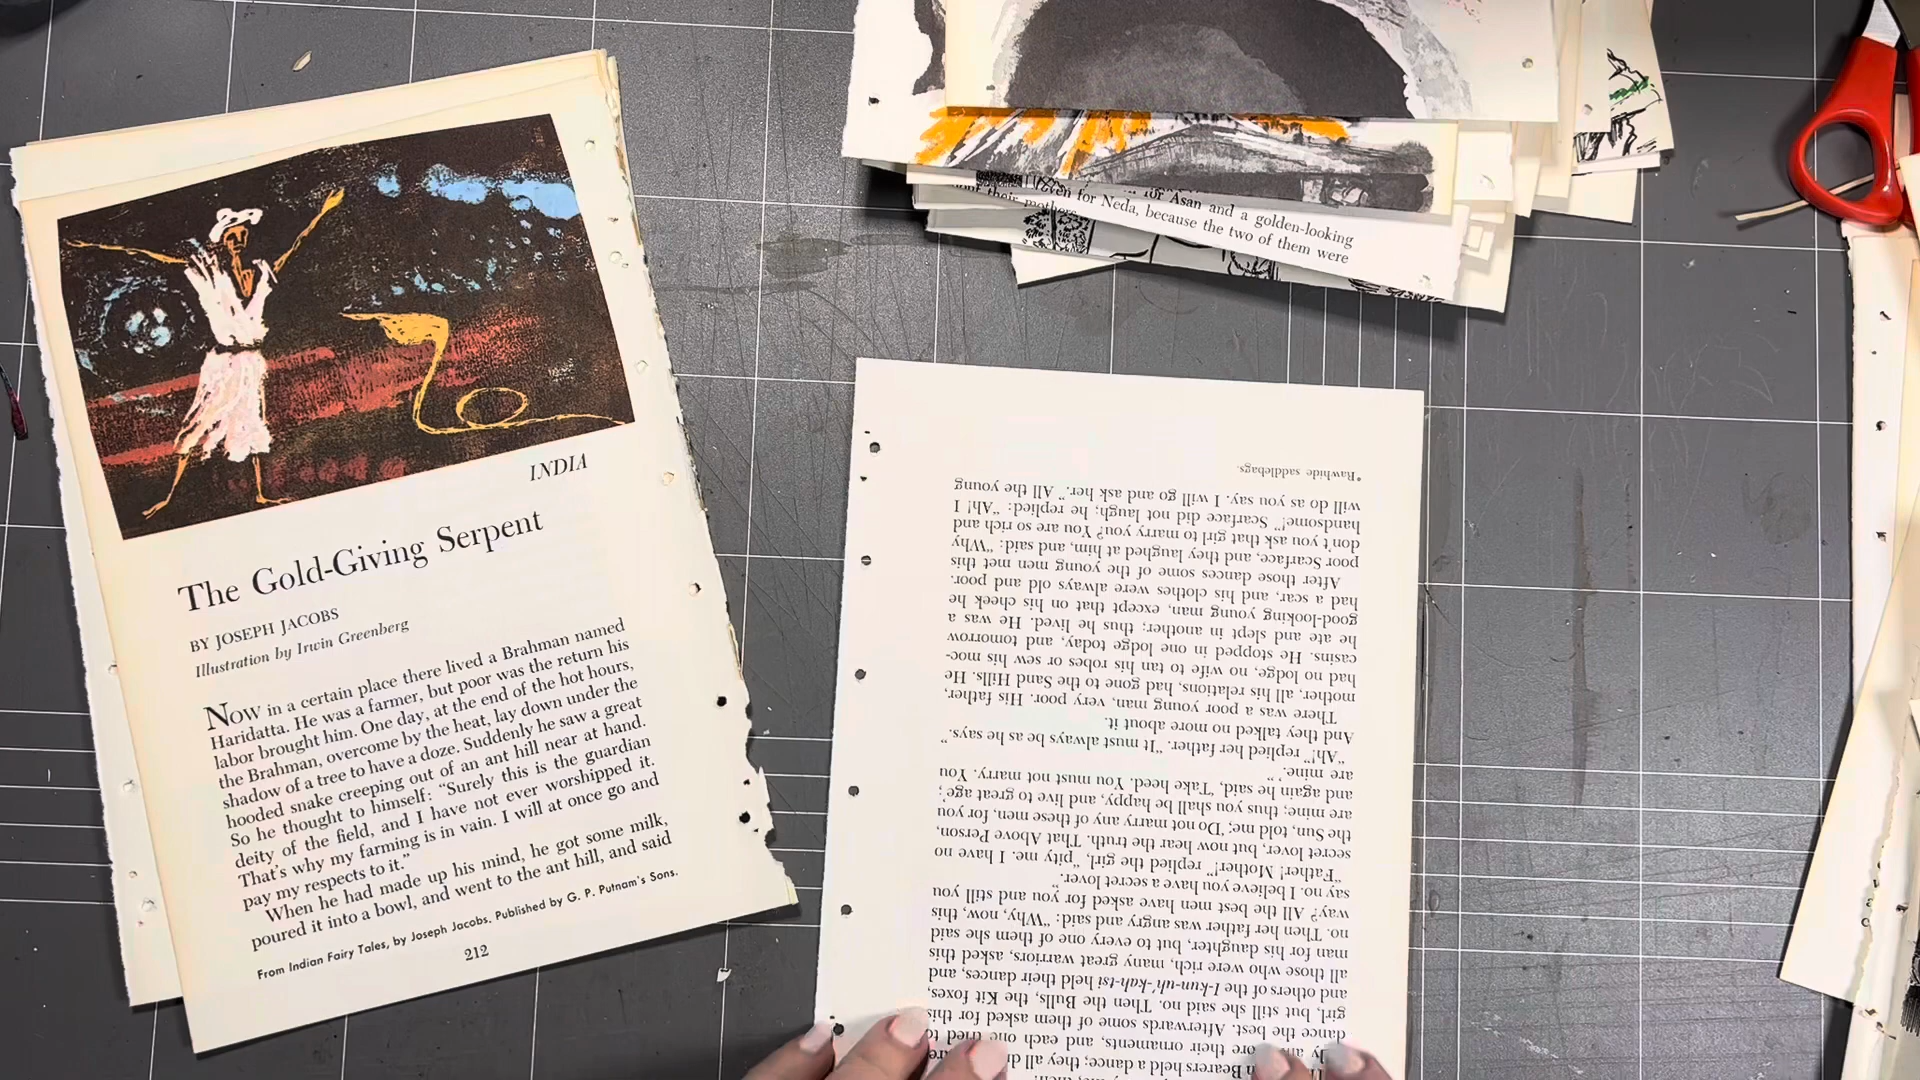 INDIA
The Gold-Giving Serpent
BY JOSEPH JACOBS
Illustration by Irwin Greenberg
NOW in a certain place there lived a Brahman named
Haridatta. He was a farmer, but poor was the return his
labor brought him. One day, at the end of the hot hours,
the Brahman, overcome by the heat, lay down under the
shadow of a tree to have a doze. Suddenly he saw a great
hooded snake creeping out of an ant hill near at hand.
So he thought to himself: "Surely this is the guardian
deity of the field, and I have not ever worshipped it.
That's why my farming is in vain. I will at once go and
pay my respects to it."
When he had made up his mind, he got some milk,
poured it into a bowl, and went to the ant hill, and said
From Indian Fairy Tales, by Joseph Jacobs. Published by G. P. Putnam's Sons.
212
for Asan and a golden-looking
even for Neda, because the two of them were
their mothers
Bearers held a dance; they all
ore their ornaments, and each one tried to
dance the best. Afterwards some of them asked for this
girl, but still she said no. Then the Bulls, the Kit foxes,
and others of the I-kun-uh'-kah-tsi held their dances, and
all those who were rich, many great warriors, asked this
man for his daughter, but to every one of them she said
no. Then her father was angry and said: "Why, now, this
way? All the best men have asked for you and still you
say no. I believe you have a secret lover."
"Father! Mother!" replied the girl, "pity me. I have no
secret lover, but now hear the truth. That Above Person,
the Sun, told me, 'Do not marry any of these men, for you
are mine; thus you shall be happy, and live to great age';
and again he said, 'Take heed. You must not marry. You
are mine.'"
"Ah!" replied her father. "It must always be as he says."
And they talked no more about it.
There was a poor young man, very poor. His father,
mother, all his relations, had gone to the Sand Hills. He
had no lodge, no wife to tan his robes or sew his moc-
casins. He stopped in one lodge today, and tomorrow
he ate and slept in another; thus he lived. He was a
good-looking young man, except that on his cheek he
had a scar, and his clothes were always old and poor.
After those dances some of the young men met this
poor Scarface, and they laughed at him, and said: "Why
don't you ask that girl to marry you? You are so rich and
handsome!" Scarface did not laugh; he replied: "Ah! I
will do as you say. I will go and ask her." All the young
*Rawhide saddlebags.